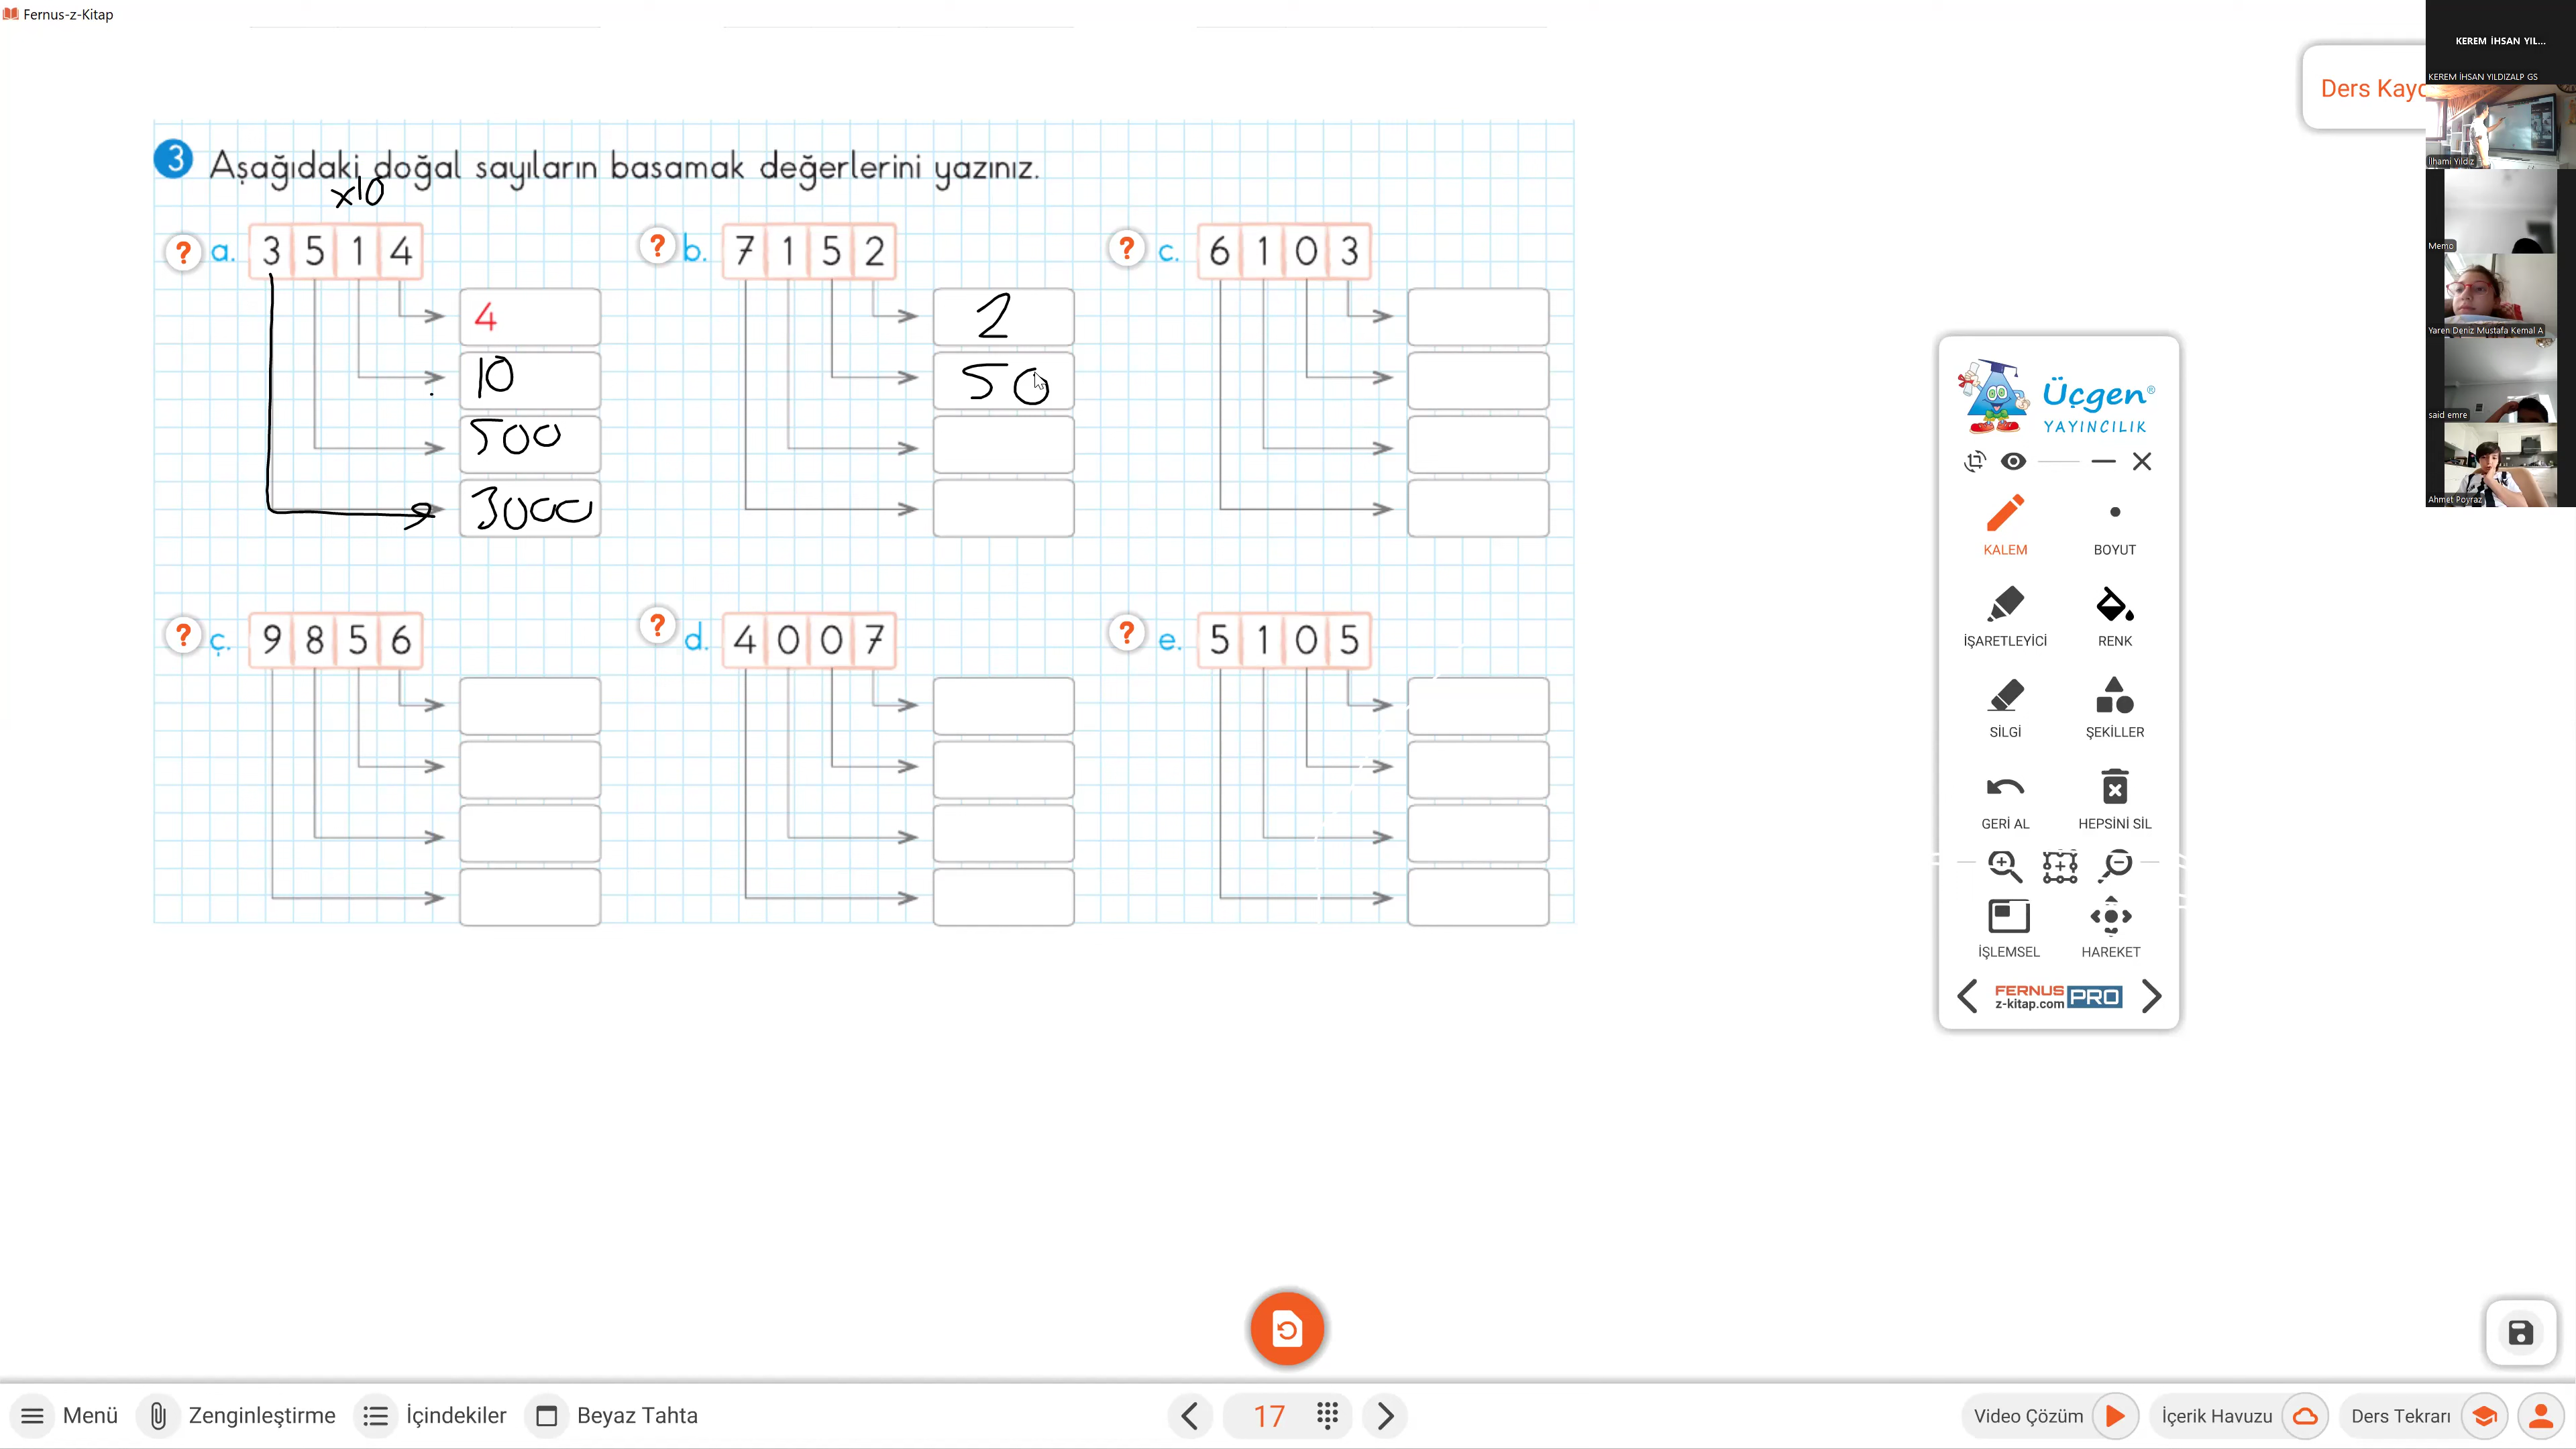 Fernus-z-Kitap
KEREM İHSAN YIL...
KEREM İHSAN YILDIZALP GS
Ders Kayd
İlhami Yıldız
Memo
Yaren Deniz Mustafa Kemal A
said emre
Ahmet Poyraz
3 Aşağıdaki doğal sayıların basamak değerlerini yazınız.
x10
? a. 3 5 1 4
4
10
500
3000
? b. 7 1 5 2
2
50
? c. 6 1 0 3
? ç. 9 8 5 6
? d. 4 0 0 7
? e. 5 1 0 5
Üçgen®
YAYINCILIK
KALEM BOYUT
İŞARETLEYİCİ RENK
SİLGİ ŞEKİLLER
GERİ AL HEPSİNİ SİL
İŞLEMSEL HAREKET
FERNUS
z-kitap.com PRO
Menü Zenginleştirme İçindekiler Beyaz Tahta 17 Video Çözüm İçerik Havuzu Ders Tekrarı